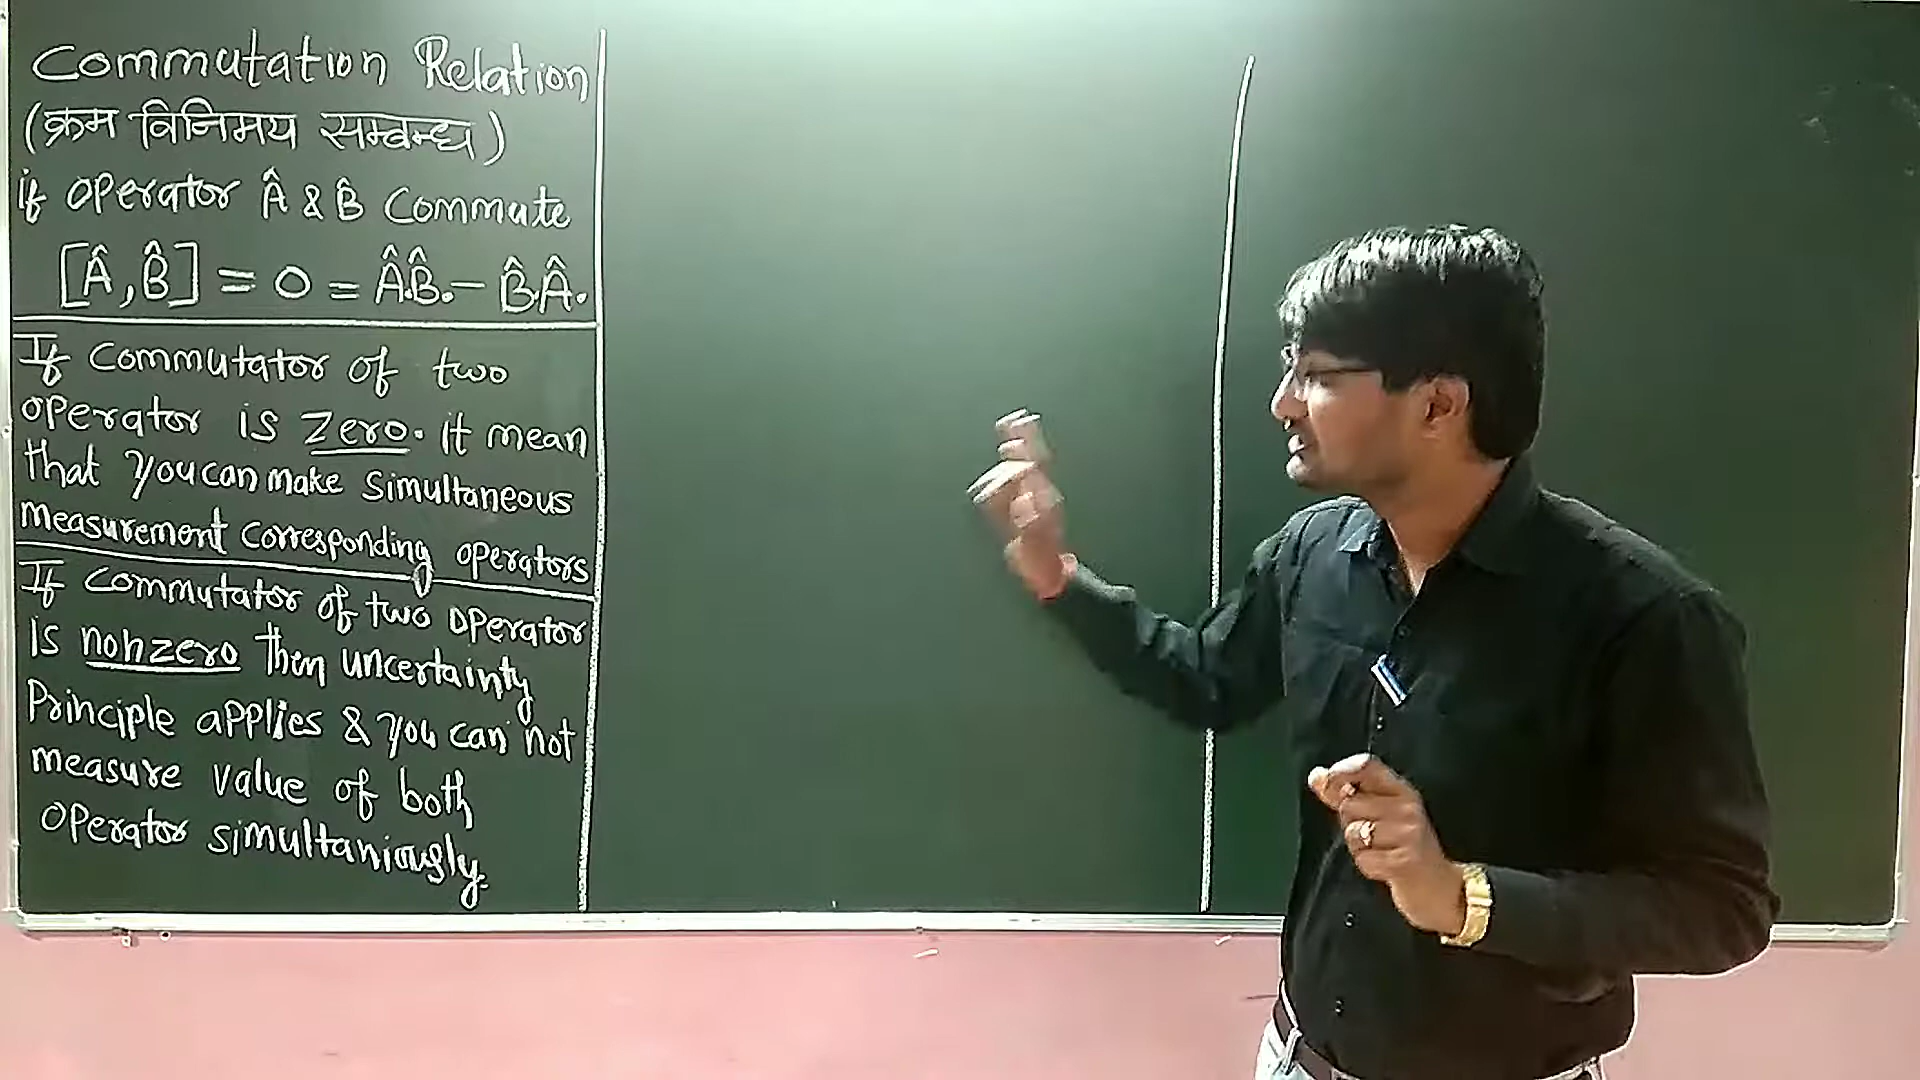 Commutation Relation
(क्रम विनिमय सम्बन्ध)
if operator Â & B̂ Commute
[Â, B̂] = 0 = Â.B̂. - B̂.Â.
If Commutator of two
operator is Zero. it mean
that you can make simultaneous
measurement corresponding operators
If Commutator of two operator
is nonzero then uncertainty
Principle applies & you can not
measure value of both
operator simultaniously.